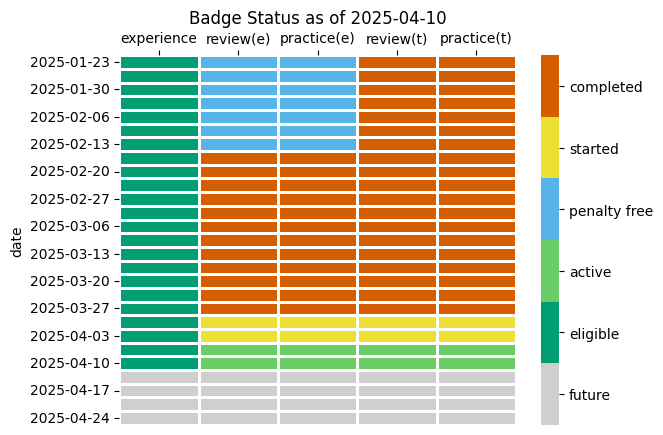 Badge Status as of 2025-04-10
experience review(e) practice(e) review(t) practice(t)
date
2025-01-23
2025-01-30
2025-02-06
2025-02-13
2025-02-20
2025-02-27
2025-03-06
2025-03-13
2025-03-20
2025-03-27
2025-04-03
2025-04-10
2025-04-17
2025-04-24
completed
started
penalty free
active
eligible
future